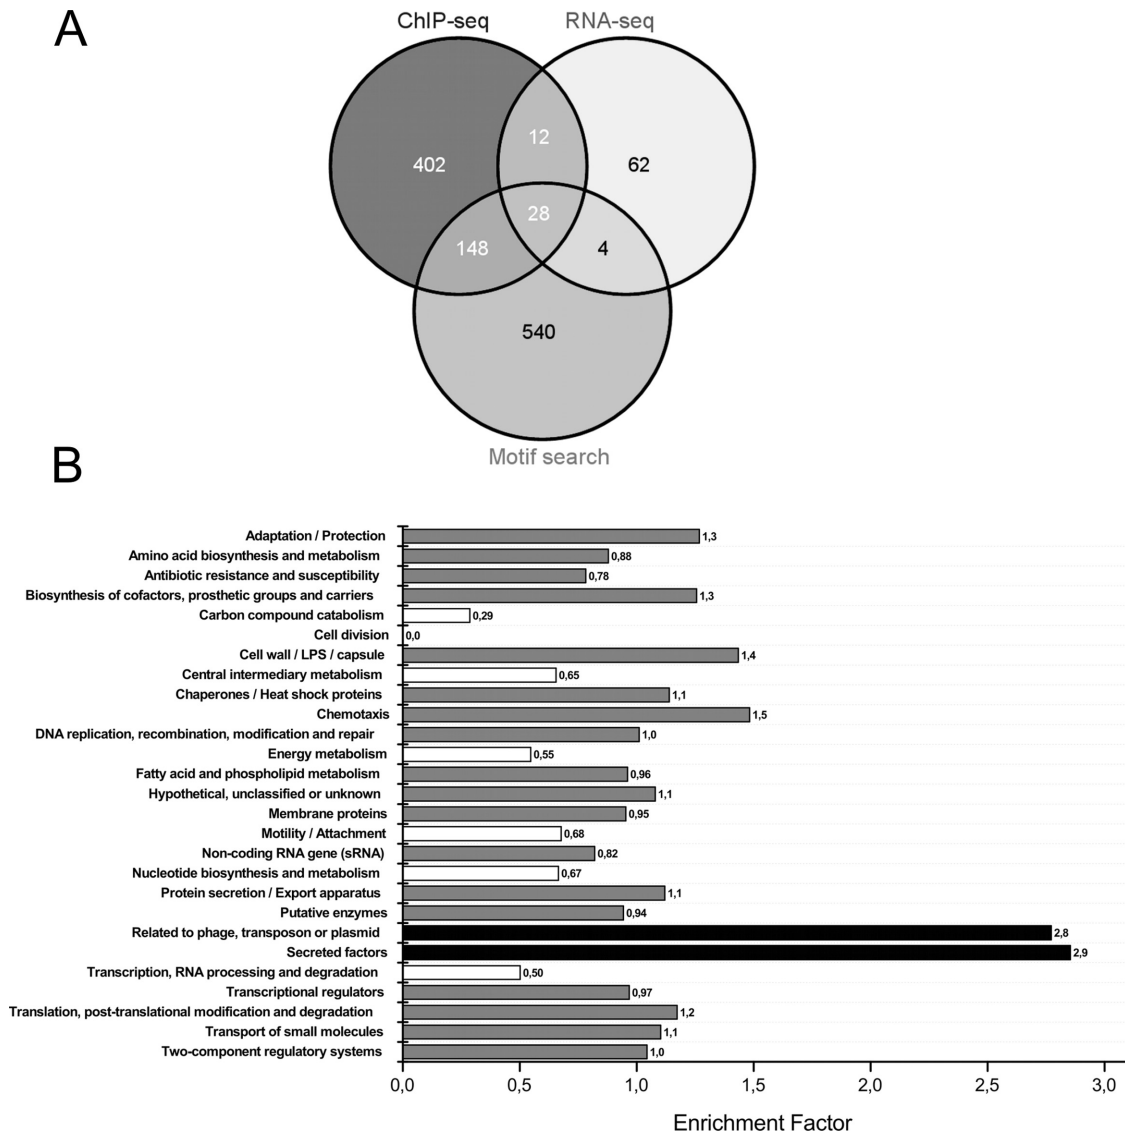 A
ChIP-seq RNA-seq
12
402 62
28
148 4
540
Motif search
B
Adaptation / Protection 1,3
Amino acid biosynthesis and metabolism 0,88
Antibiotic resistance and susceptibility 0,78
Biosynthesis of cofactors, prosthetic groups and carriers 1,3
Carbon compound catabolism 0,29
Cell division 0,0
Cell wall / LPS / capsule 1,4
Central intermediary metabolism 0,65
Chaperones / Heat shock proteins 1,1
Chemotaxis 1,5
DNA replication, recombination, modification and repair 1,0
Energy metabolism 0,55
Fatty acid and phospholipid metabolism 0,96
Hypothetical, unclassified or unknown 1,1
Membrane proteins 0,95
Motility / Attachment 0,68
Non-coding RNA gene (sRNA) 0,82
Nucleotide biosynthesis and metabolism 0,67
Protein secretion / Export apparatus 1,1
Putative enzymes 0,94
Related to phage, transposon or plasmid 2,8
Secreted factors 2,9
Transcription, RNA processing and degradation 0,50
Transcriptional regulators 0,97
Translation, post-translational modification and degradation 1,2
Transport of small molecules 1,1
Two-component regulatory systems 1,0
0,0 0,5 1,0 1,5 2,0 2,5 3,0
Enrichment Factor